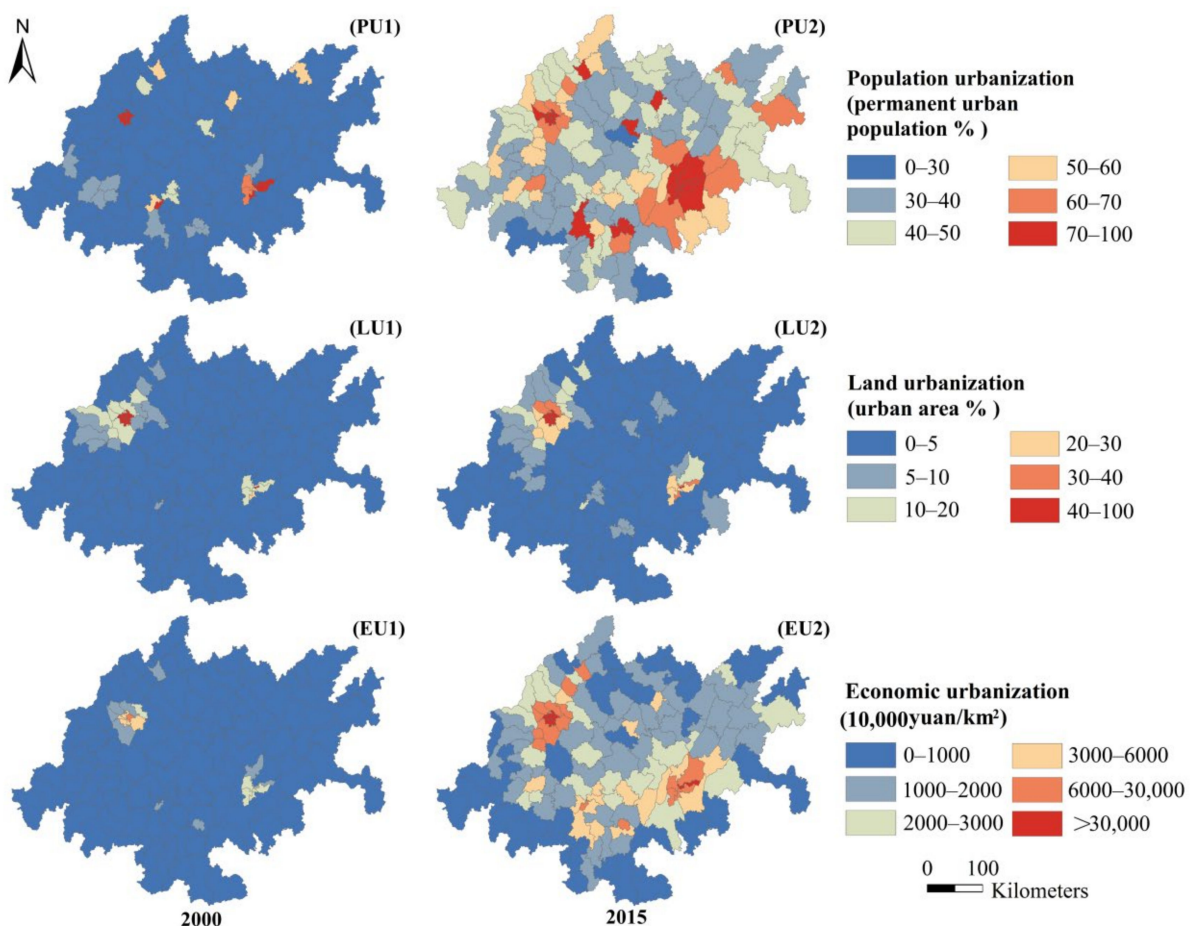 N
(PU1)
(PU2)
Population urbanization
(permanent urban
population % )
0–30
50–60
30–40
60–70
40–50
70–100
(LU1)
(LU2)
Land urbanization
(urban area % )
0–5
20–30
5–10
30–40
10–20
40–100
(EU1)
(EU2)
Economic urbanization
(10,000yuan/km²)
0–1000
3000–6000
1000–2000
6000–30,000
2000–3000
>30,000
0 100
Kilometers
2000
2015